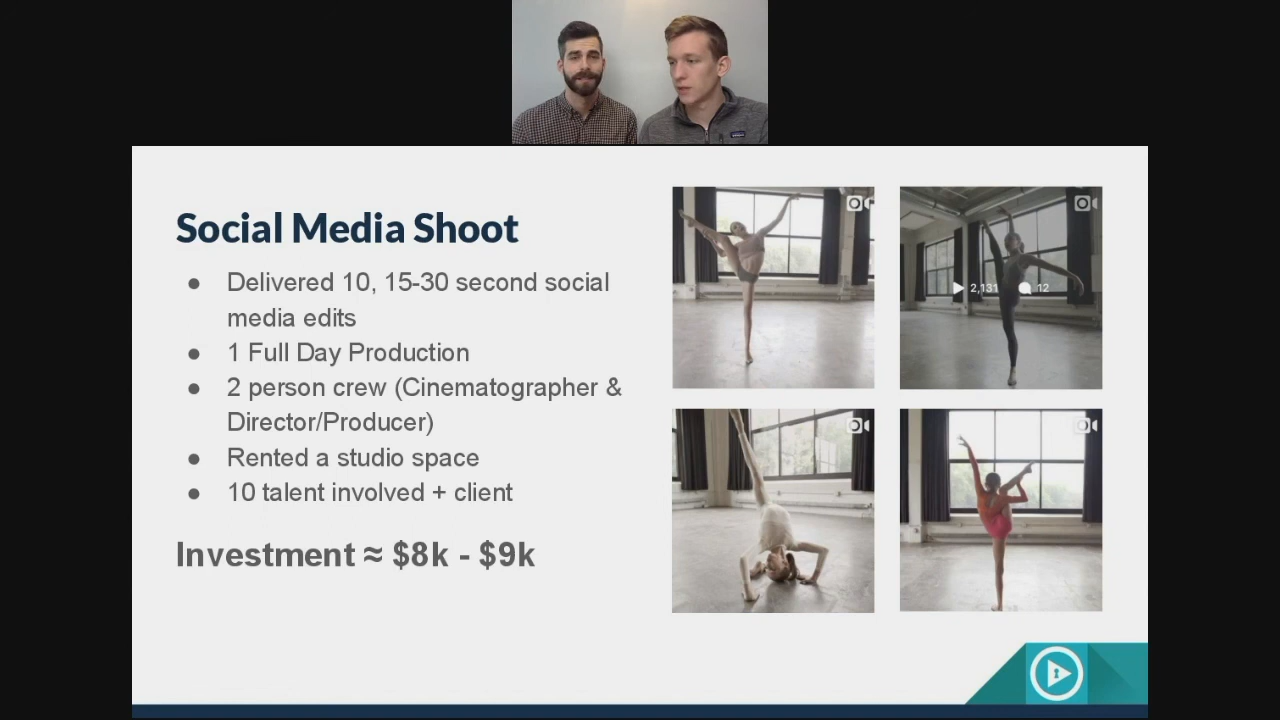 Social Media Shoot
● Delivered 10, 15-30 second social
media edits
● 1 Full Day Production
● 2 person crew (Cinematographer &
Director/Producer)
● Rented a studio space
● 10 talent involved + client
Investment ≈ $8k - $9k
2,131 12